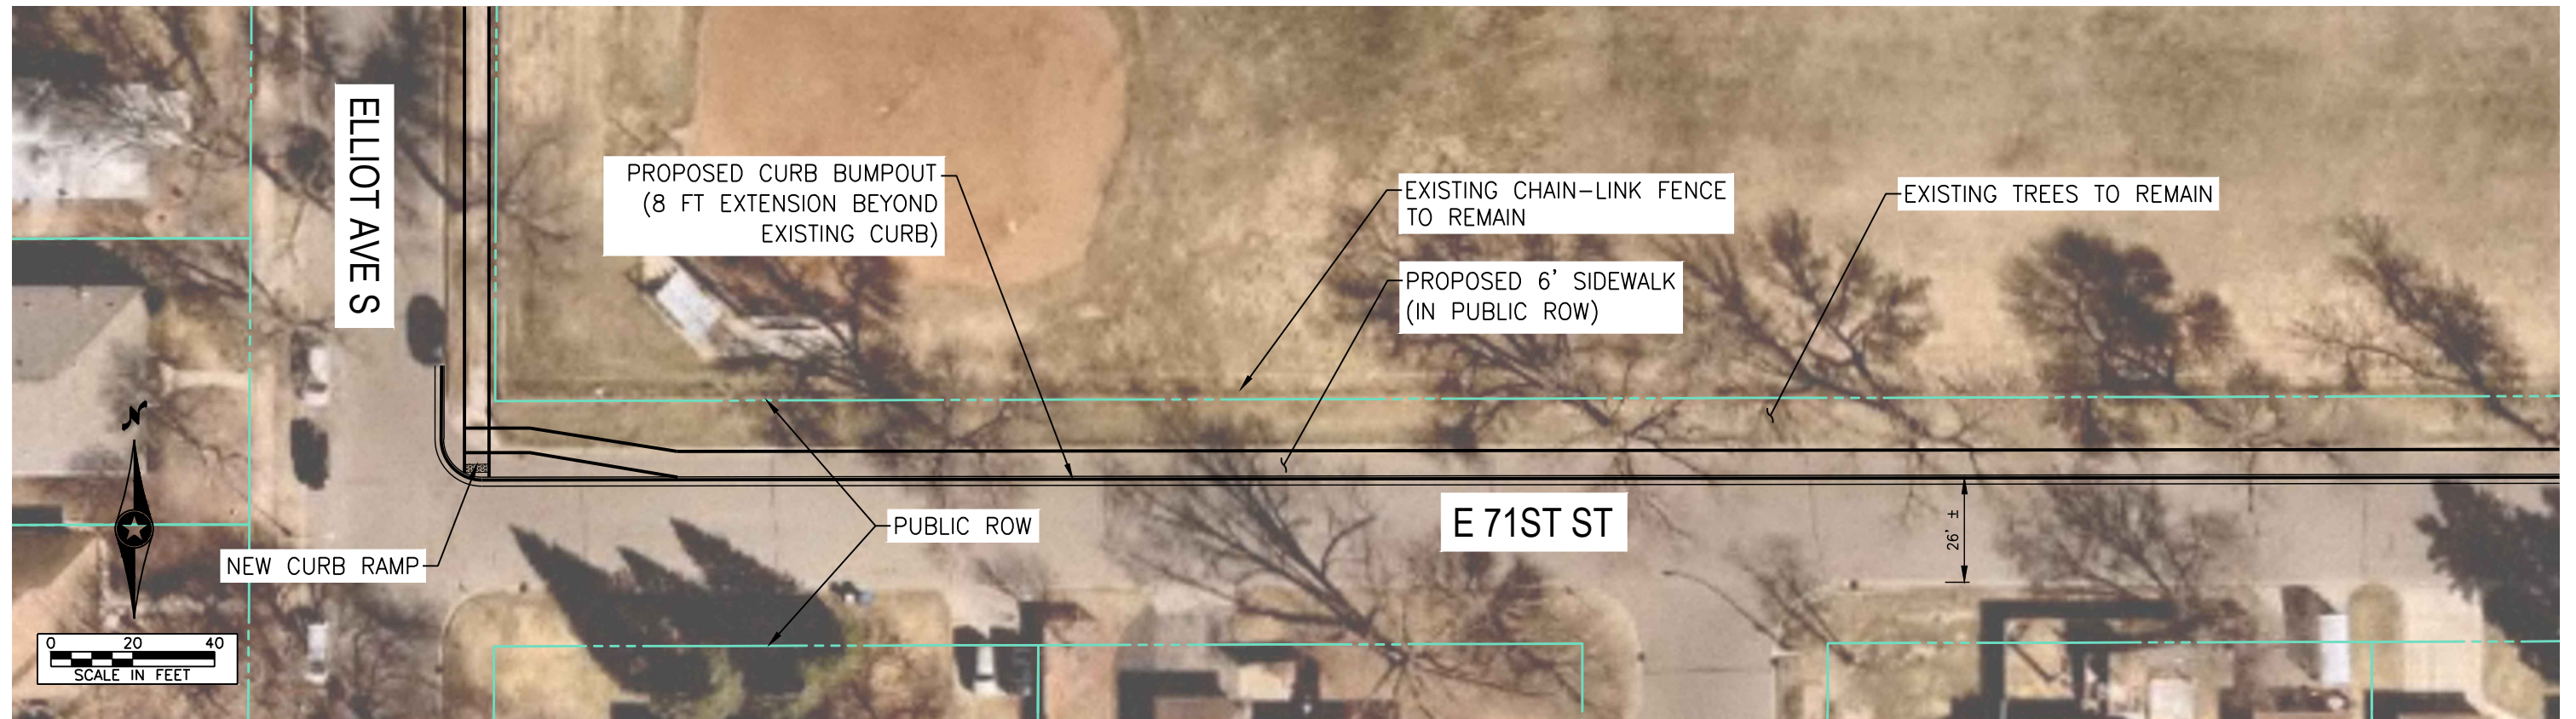 ELLIOT AVE S
PROPOSED CURB BUMPOUT
(8 FT EXTENSION BEYOND
EXISTING CURB)
EXISTING CHAIN-LINK FENCE
TO REMAIN
EXISTING TREES TO REMAIN
PROPOSED 6' SIDEWALK
(IN PUBLIC ROW)
N
PUBLIC ROW
E 71ST ST
26' ±
NEW CURB RAMP
0 20 40
SCALE IN FEET